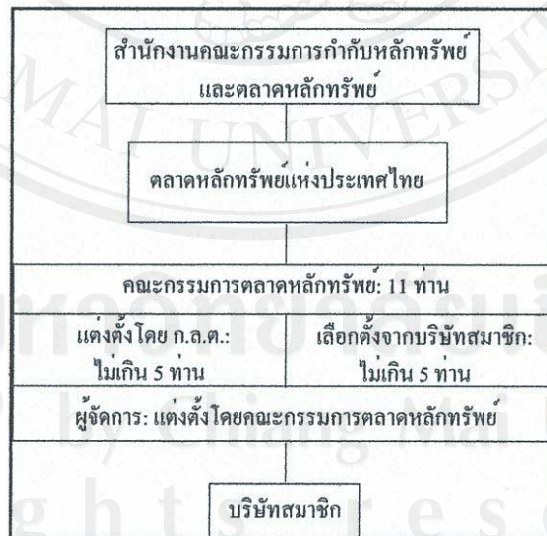 สำนักงานคณะกรรมการกำกับหลักทรัพย์
และตลาดหลักทรัพย์
ตลาดหลักทรัพย์แห่งประเทศไทย
คณะกรรมการตลาดหลักทรัพย์: 11 ท่าน
แต่งตั้งโดย ก.ล.ต.:
ไม่เกิน 5 ท่าน
เลือกตั้งจากบริษัทสมาชิก:
ไม่เกิน 5 ท่าน
ผู้จัดการ: แต่งตั้งโดยคณะกรรมการตลาดหลักทรัพย์
บริษัทสมาชิก
MAI UNIVERSIT
by Chiang Mai
ghts rese